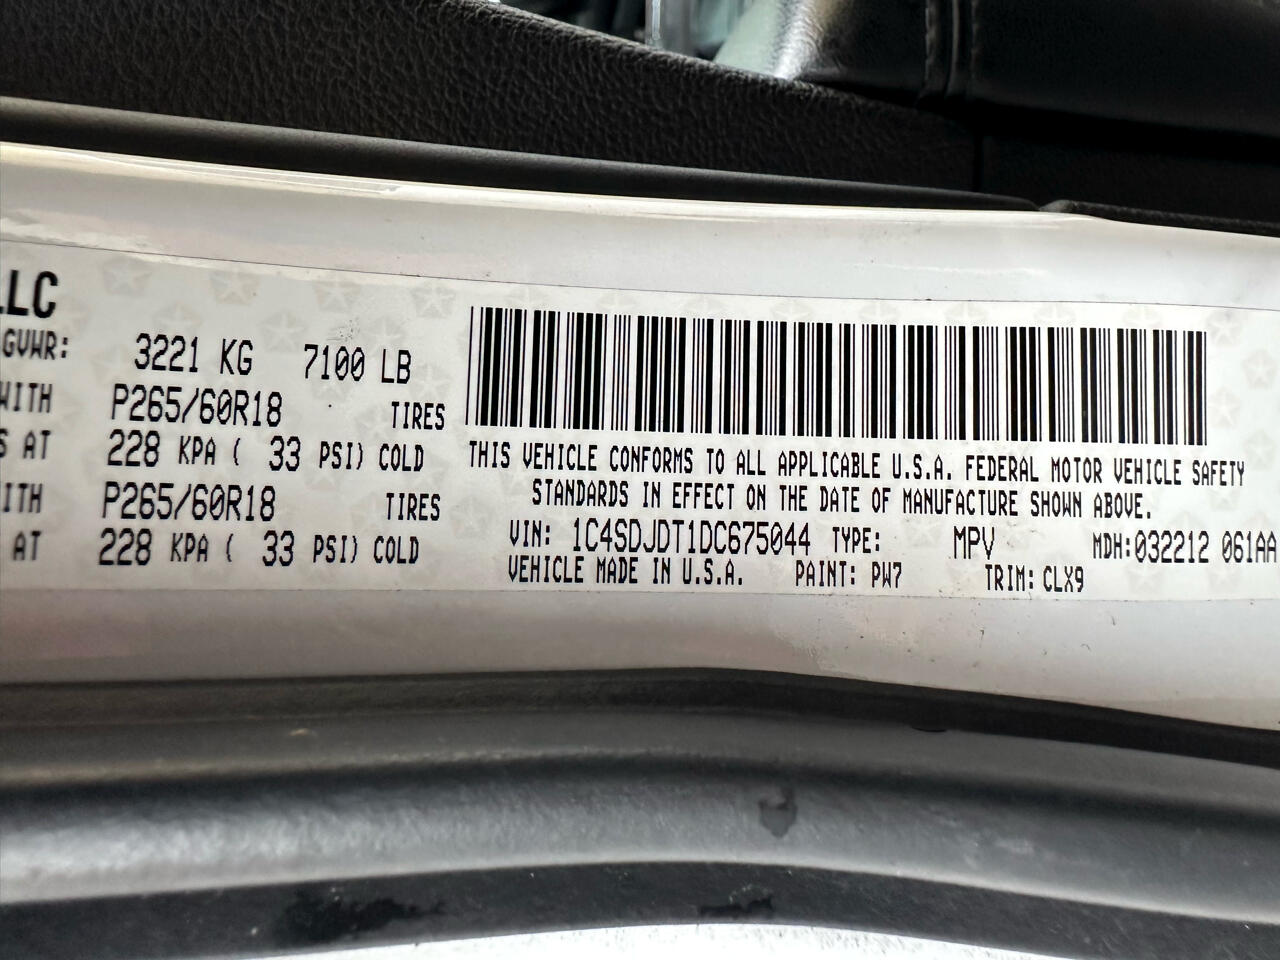 LLC
GVWR: 3221 KG 7100 LB
WITH P265/60R18 TIRES
S AT 228 KPA ( 33 PSI) COLD
ITH P265/60R18 TIRES
AT 228 KPA ( 33 PSI) COLD
THIS VEHICLE CONFORMS TO ALL APPLICABLE U.S.A. FEDERAL MOTOR VEHICLE SAFETY
STANDARDS IN EFFECT ON THE DATE OF MANUFACTURE SHOWN ABOVE.
VIN: 1C4SDJDT1DC675044 TYPE: MPV MDH:032212 061AA
VEHICLE MADE IN U.S.A. PAINT: PW7 TRIM: CLX9